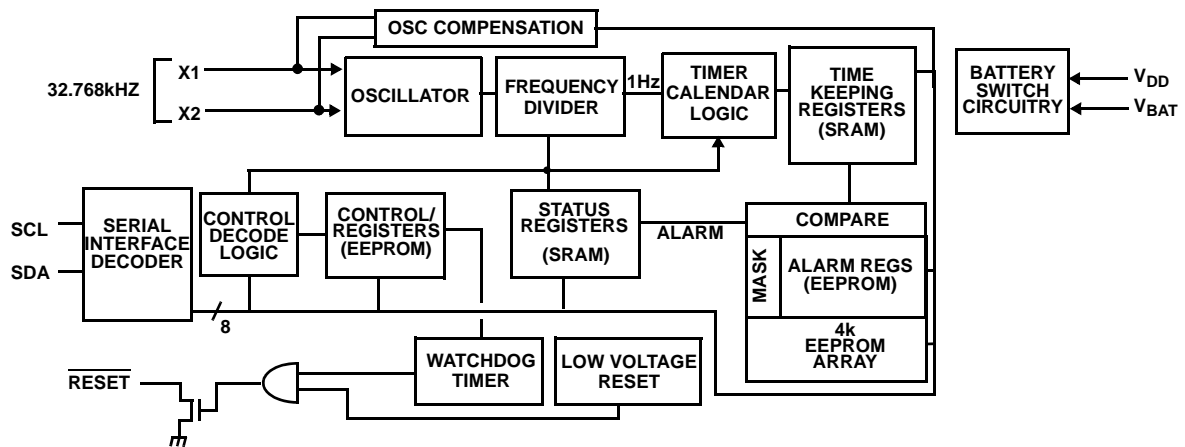 OSC COMPENSATION
32.768kHZ
X1
X2
OSCILLATOR
FREQUENCY
DIVIDER
1Hz
TIMER
CALENDAR
LOGIC
TIME
KEEPING
REGISTERS
(SRAM)
BATTERY
SWITCH
CIRCUITRY
VDD
VBAT
SCL
SDA
SERIAL
INTERFACE
DECODER
CONTROL
DECODE
LOGIC
CONTROL/
REGISTERS
(EEPROM)
STATUS
REGISTERS
(SRAM)
ALARM
COMPARE
MASK
ALARM REGS
(EEPROM)
4k
EEPROM
ARRAY
8
WATCHDOG
TIMER
LOW VOLTAGE
RESET
RESET